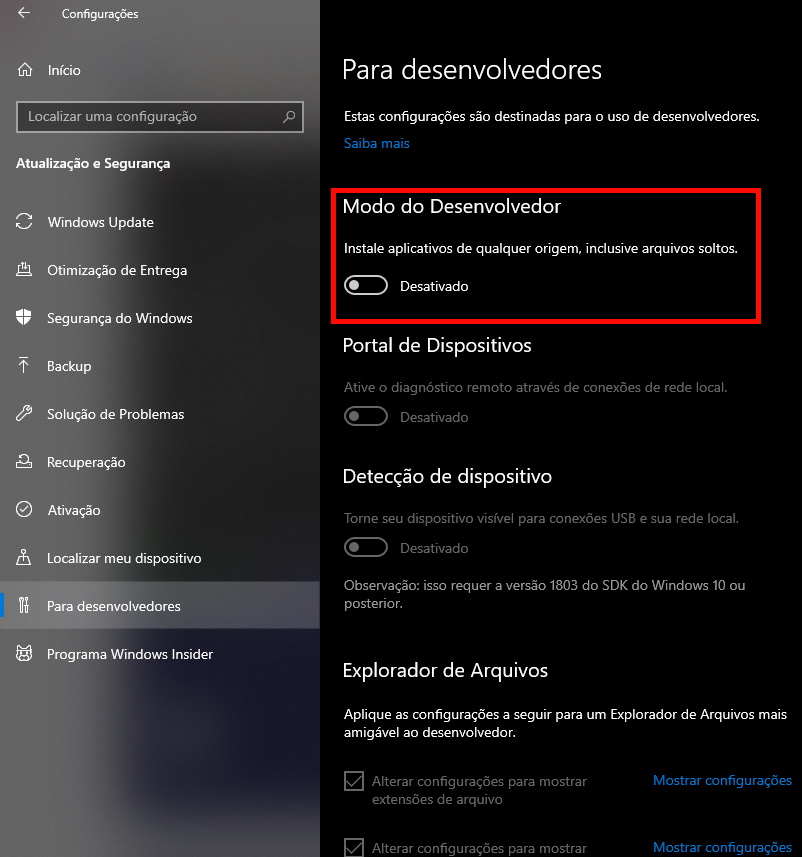 Configurações
Início
Localizar uma configuração
Atualização e Segurança
Windows Update
Otimização de Entrega
Segurança do Windows
Backup
Solução de Problemas
Recuperação
Ativação
Localizar meu dispositivo
Para desenvolvedores
Programa Windows Insider
Para desenvolvedores
Estas configurações são destinadas para o uso de desenvolvedores.
Saiba mais
Modo do Desenvolvedor
Instale aplicativos de qualquer origem, inclusive arquivos soltos.
Desativado
Portal de Dispositivos
Ative o diagnóstico remoto através de conexões de rede local.
Desativado
Detecção de dispositivo
Torne seu dispositivo visível para conexões USB e sua rede local.
Desativado
Observação: isso requer a versão 1803 do SDK do Windows 10 ou
posterior.
Explorador de Arquivos
Aplique as configurações a seguir para um Explorador de Arquivos mais
amigável ao desenvolvedor.
Alterar configurações para mostrar Mostrar configurações
extensões de arquivo
Alterar configurações para mostrar Mostrar configurações